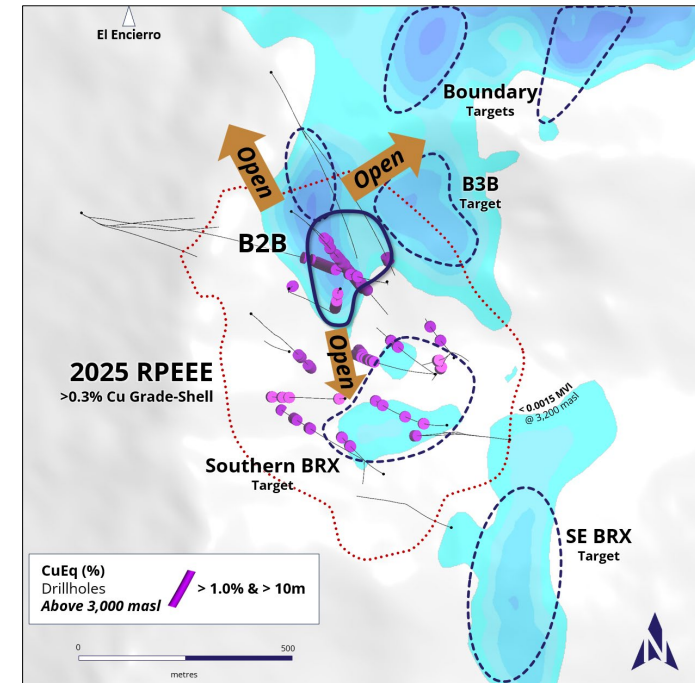 El Encierro
Boundary
Targets
Open
Open
B3B
Target
B2B
Open
2025 RPEEE
>0.3% Cu Grade-Shell
< 0.0015 MVI
@ 3,200 masl
Southern BRX
Target
SE BRX
Target
CuEq (%)
Drillholes
Above 3,000 masl
> 1.0% & > 10m
0
500
metres
N